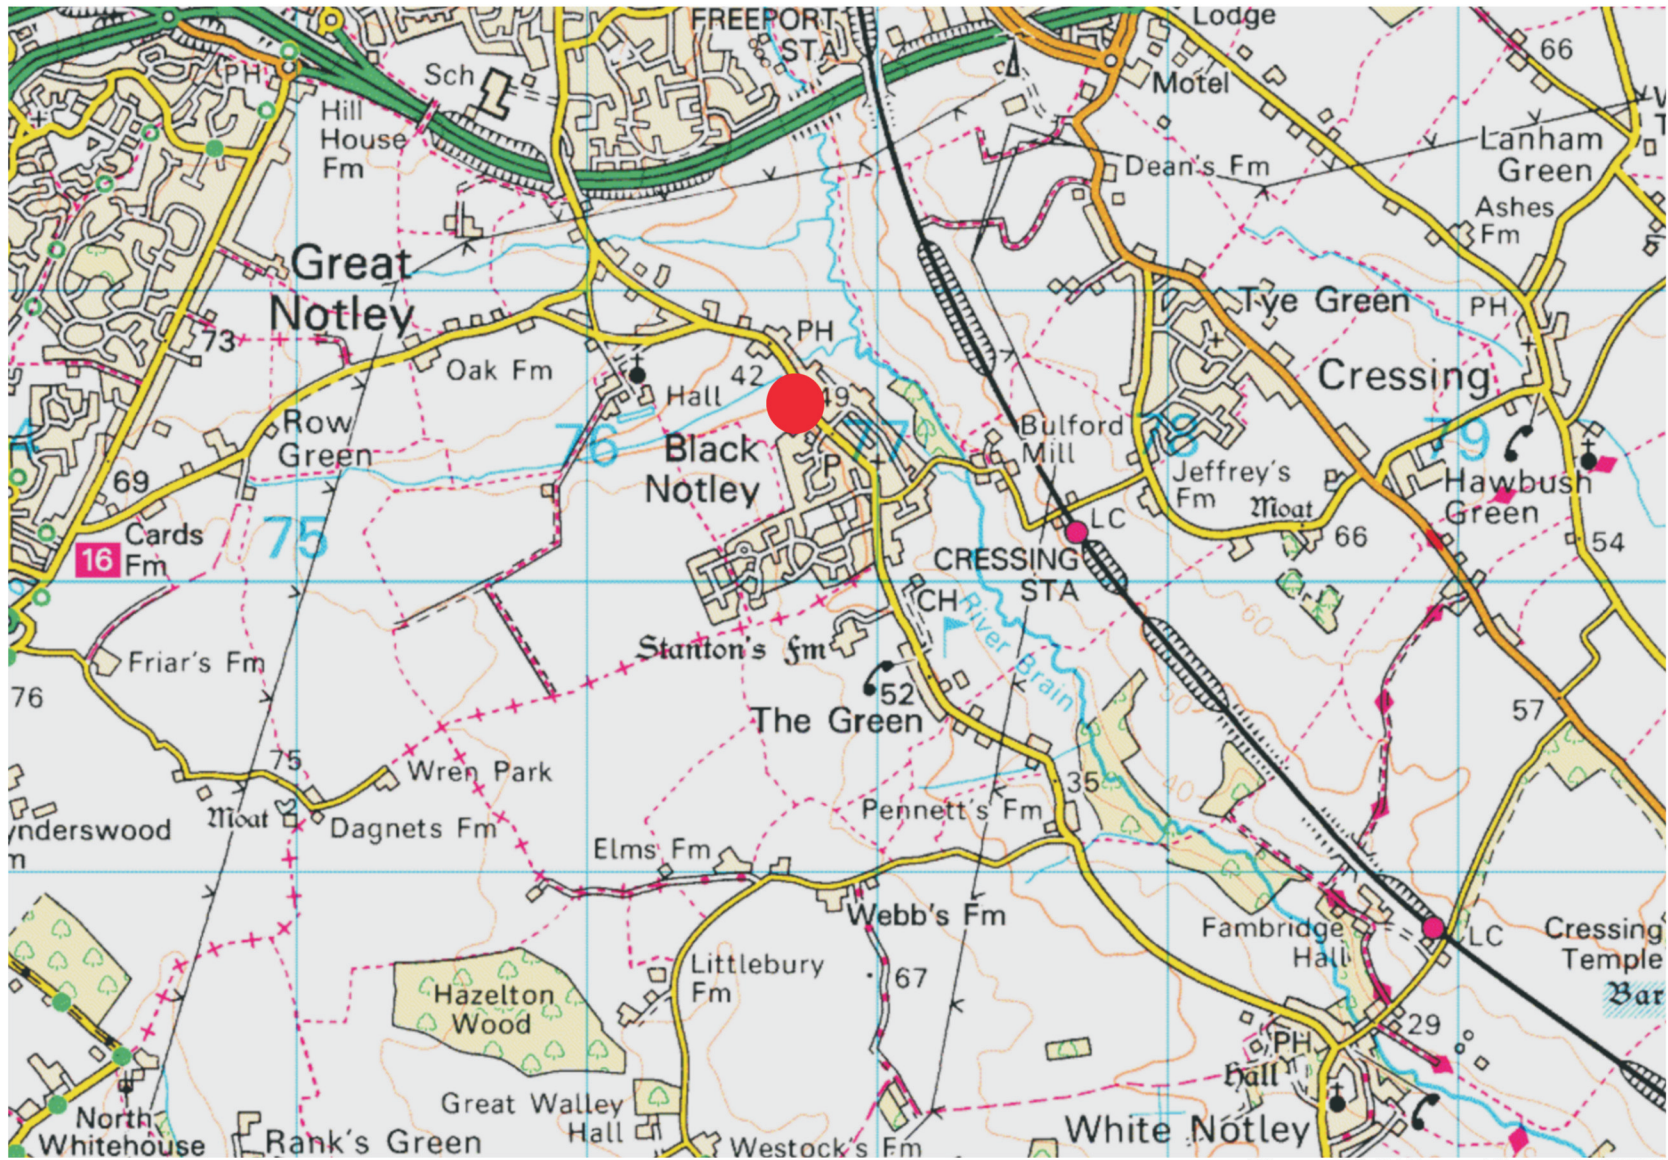 FREEPORT
STA
Lodge
66
PH
Sch
Motel
Hill
House
Fm
Lanham
Green
Dean's Fm
Ashes
Fm
Great
Notley
Tye Green
PH
73
PH
Oak Fm
42
49
Hall
Cressing
Row
Green
76
77
Bulford
Mill
78
79
Black
Notley
P
Jeffrey's
Fm
Hawbush
Green
69
Moat
LC
66
54
75
Cards
Fm
16
CRESSING
STA
CH
River Brain
60
Stanton's Fm
Friar's Fm
76
52
The Green
50
57
75
Wren Park
35
40
Moat
Dagnets Fm
Pennett's Fm
ynderswood
m
Elms Fm
Webb's Fm
Fambridge
Hall
LC
Cressing
Temple
Bar
Littlebury
Fm
67
Hazelton
Wood
29
PH
Hall
North
Whitehouse
Rank's Green
Great Walley
Hall
Westock's Fm
White Notley